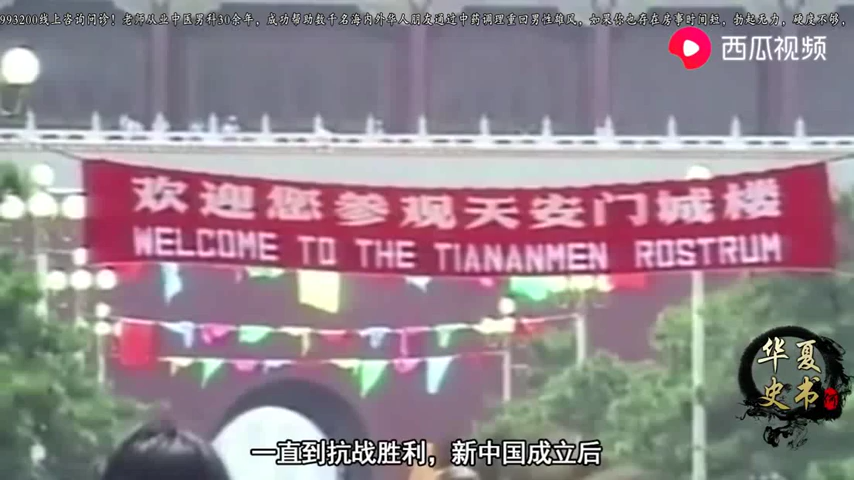 993200线上咨询问诊！老师从业中医男科30余年，成功帮助数千名海内外华人朋友通过中药调理重回男性雄风，如果你也存在房事时间短，勃起无力，硬度不够，
西瓜视频
欢迎您参观天安门城楼
WELCOME TO THE TIANANMEN ROSTRUM
华夏
史书
一直到抗战胜利，新中国成立后